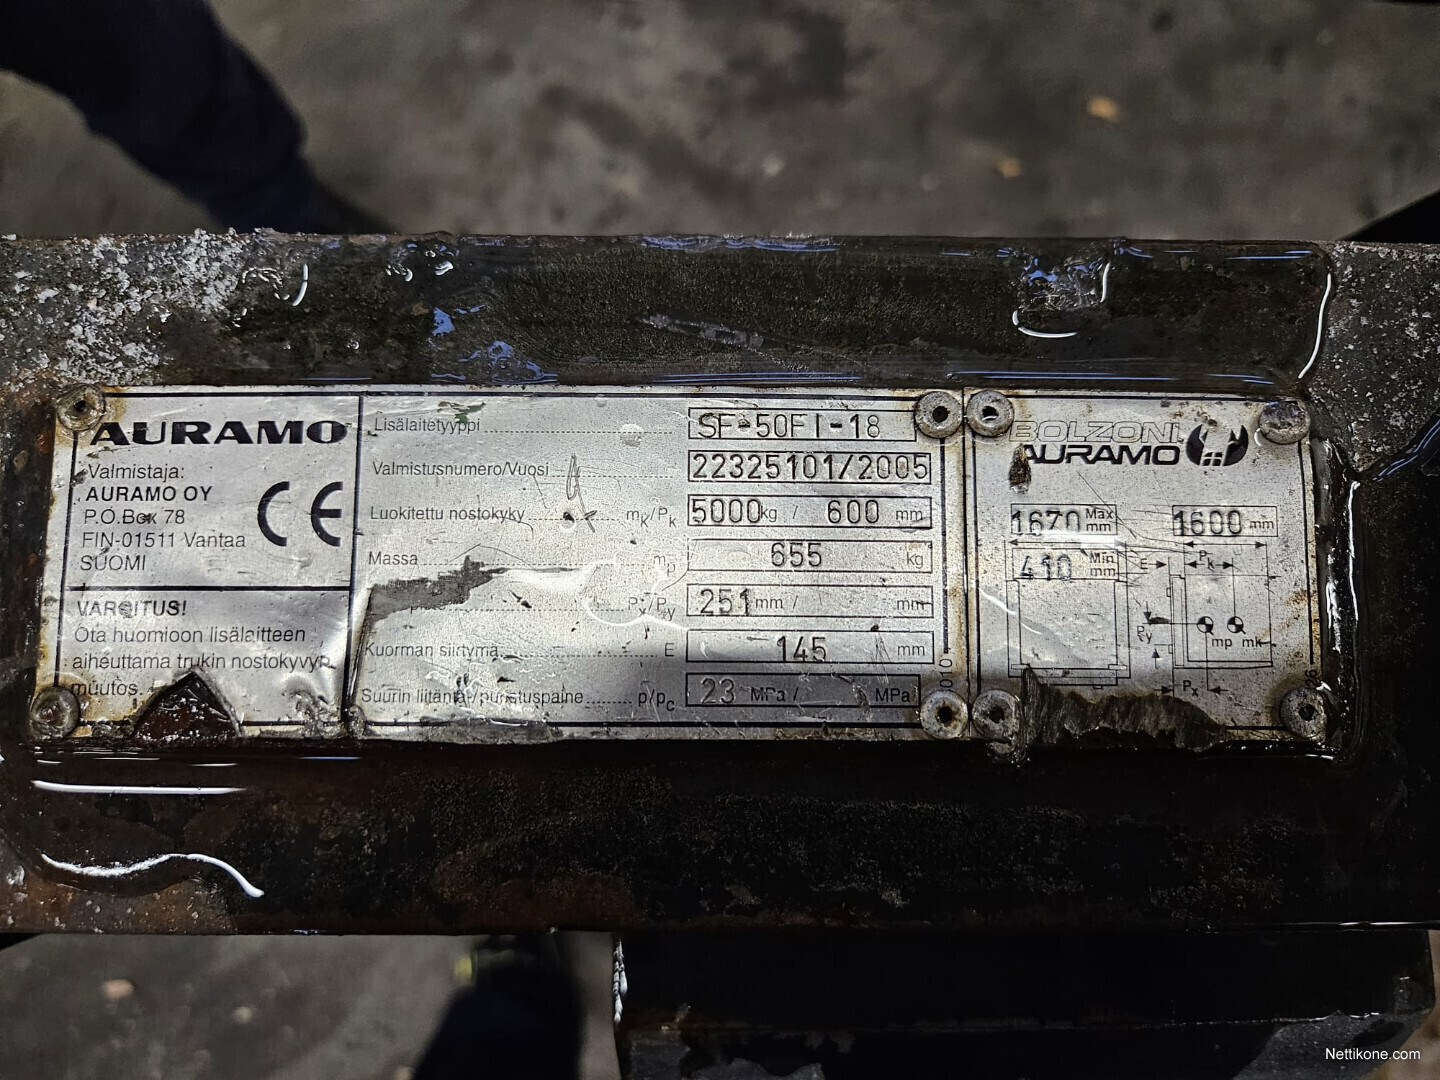 AURAMO
Valmistaja:
AURAMO OY
P.O.Box 78
FIN-01511 Vantaa
SUOMI
CE
VAROITUS!
Ota huomioon lisälaitteen
aiheuttama trukin nostokyvyn
muutos.
Lisälaitetyyppi SF-50FI-18
Valmistusnumero/Vuosi 22325101/2005
Luokitettu nostokyky mk/Pk 5000 kg / 600 mm
Massa mp 655 kg
Px/Py 251 mm / mm
Kuorman siirtymä E 145 mm
Suurin liitäntä-/puristuspaine p/pc 23 MPa / MPa
010
BOLZONI
AURAMO
1670 Max mm
1600 mm
410 Min mm
E Pk
Py mp mk
Px
Nettikone.com